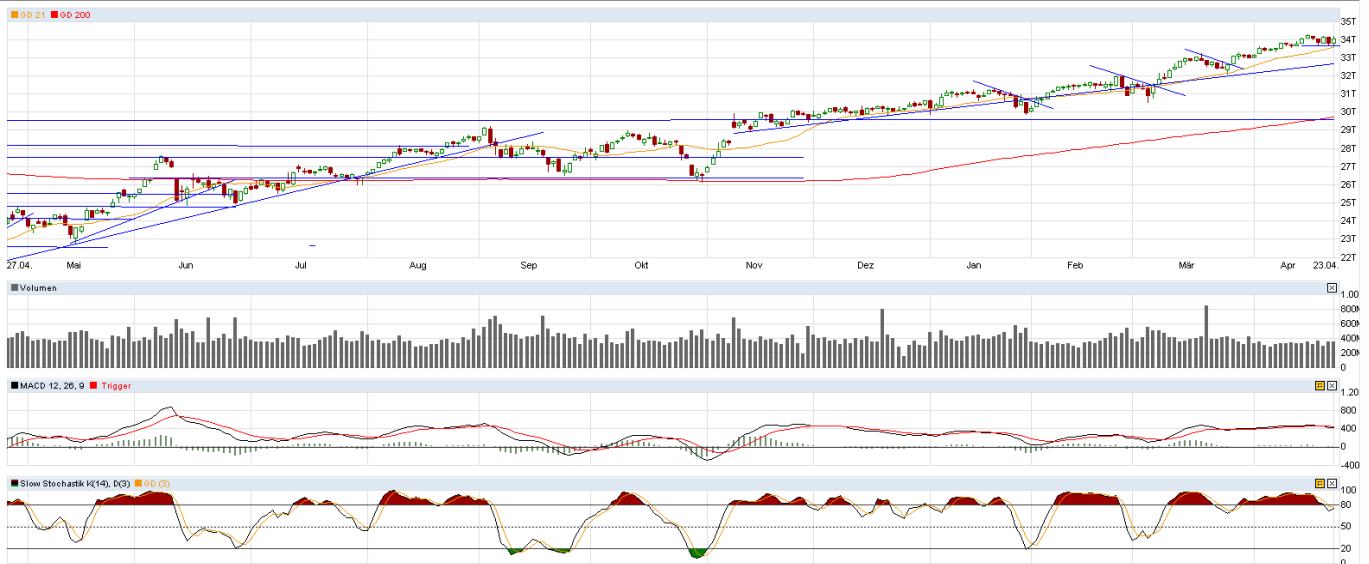 GD 21 GD 200
35T
34T
33T
32T
31T
30T
29T
28T
27T
26T
25T
24T
23T
22T
27.04. Mai Jun Jul Aug Sep Okt Nov Dez Jan Feb Mär Apr 23.04.
Volumen
1.00
800M
600M
400M
200M
0
MACD 12, 26, 9 Trigger
1.20
800
400
0
-400
Slow Stochastik K(14), D(3) GD (3)
100
80
50
20
0